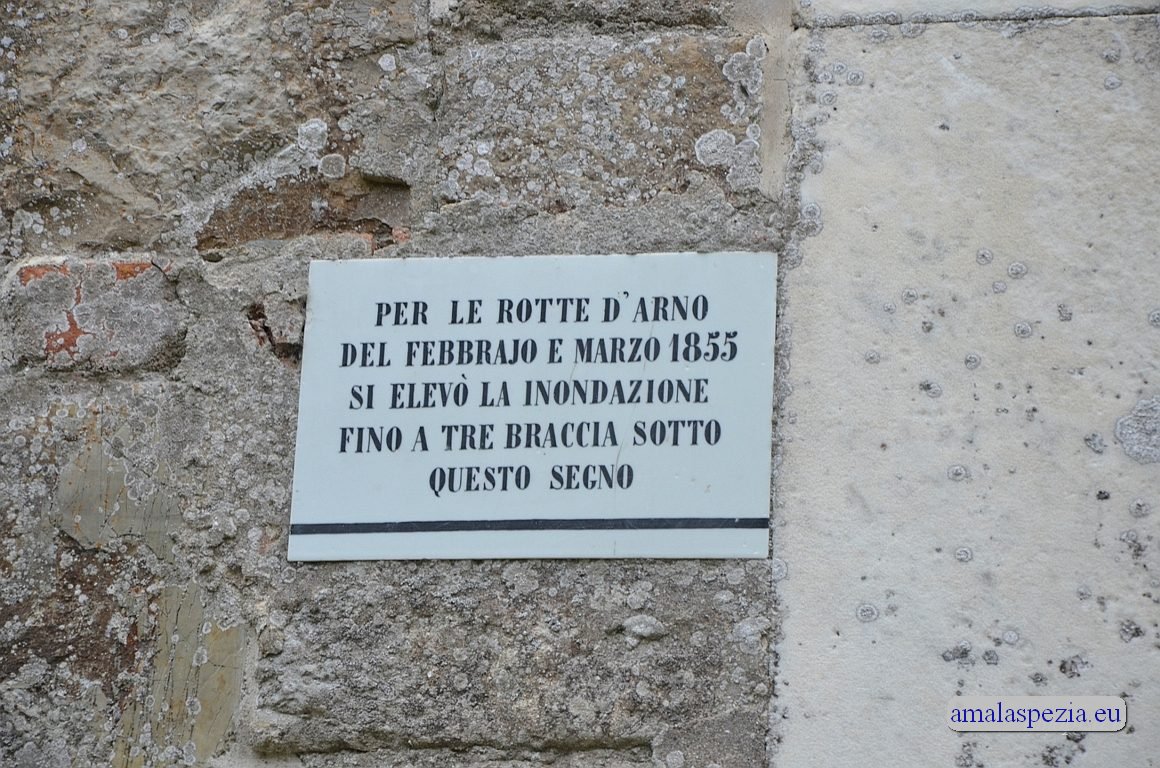 PER LE ROTTE D'ARNO
DEL FEBBRAJO E MARZO 1855
SI ELEVÒ LA INONDAZIONE
FINO A TRE BRACCIA SOTTO
QUESTO SEGNO
amalaspezia.eu